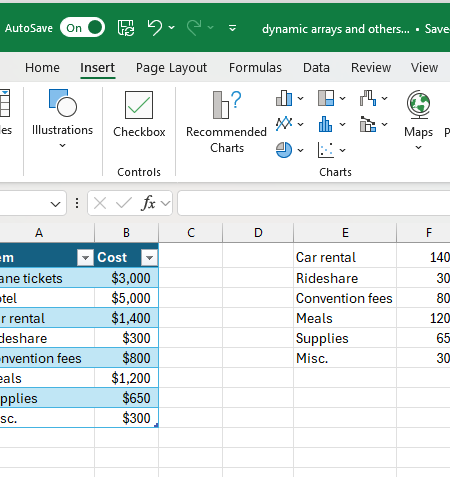 AutoSave On dynamic arrays and others... • Save
Home Insert Page Layout Formulas Data Review View
les Illustrations Checkbox Recommended Charts Maps P
Controls Charts
fx
A B C D E F
em Cost Car rental 140
ane tickets $3,000 Rideshare 30
otel $5,000 Convention fees 80
r rental $1,400 Meals 120
deshare $300 Supplies 65
nvention fees $800 Misc. 30
eals $1,200
pplies $650
sc. $300